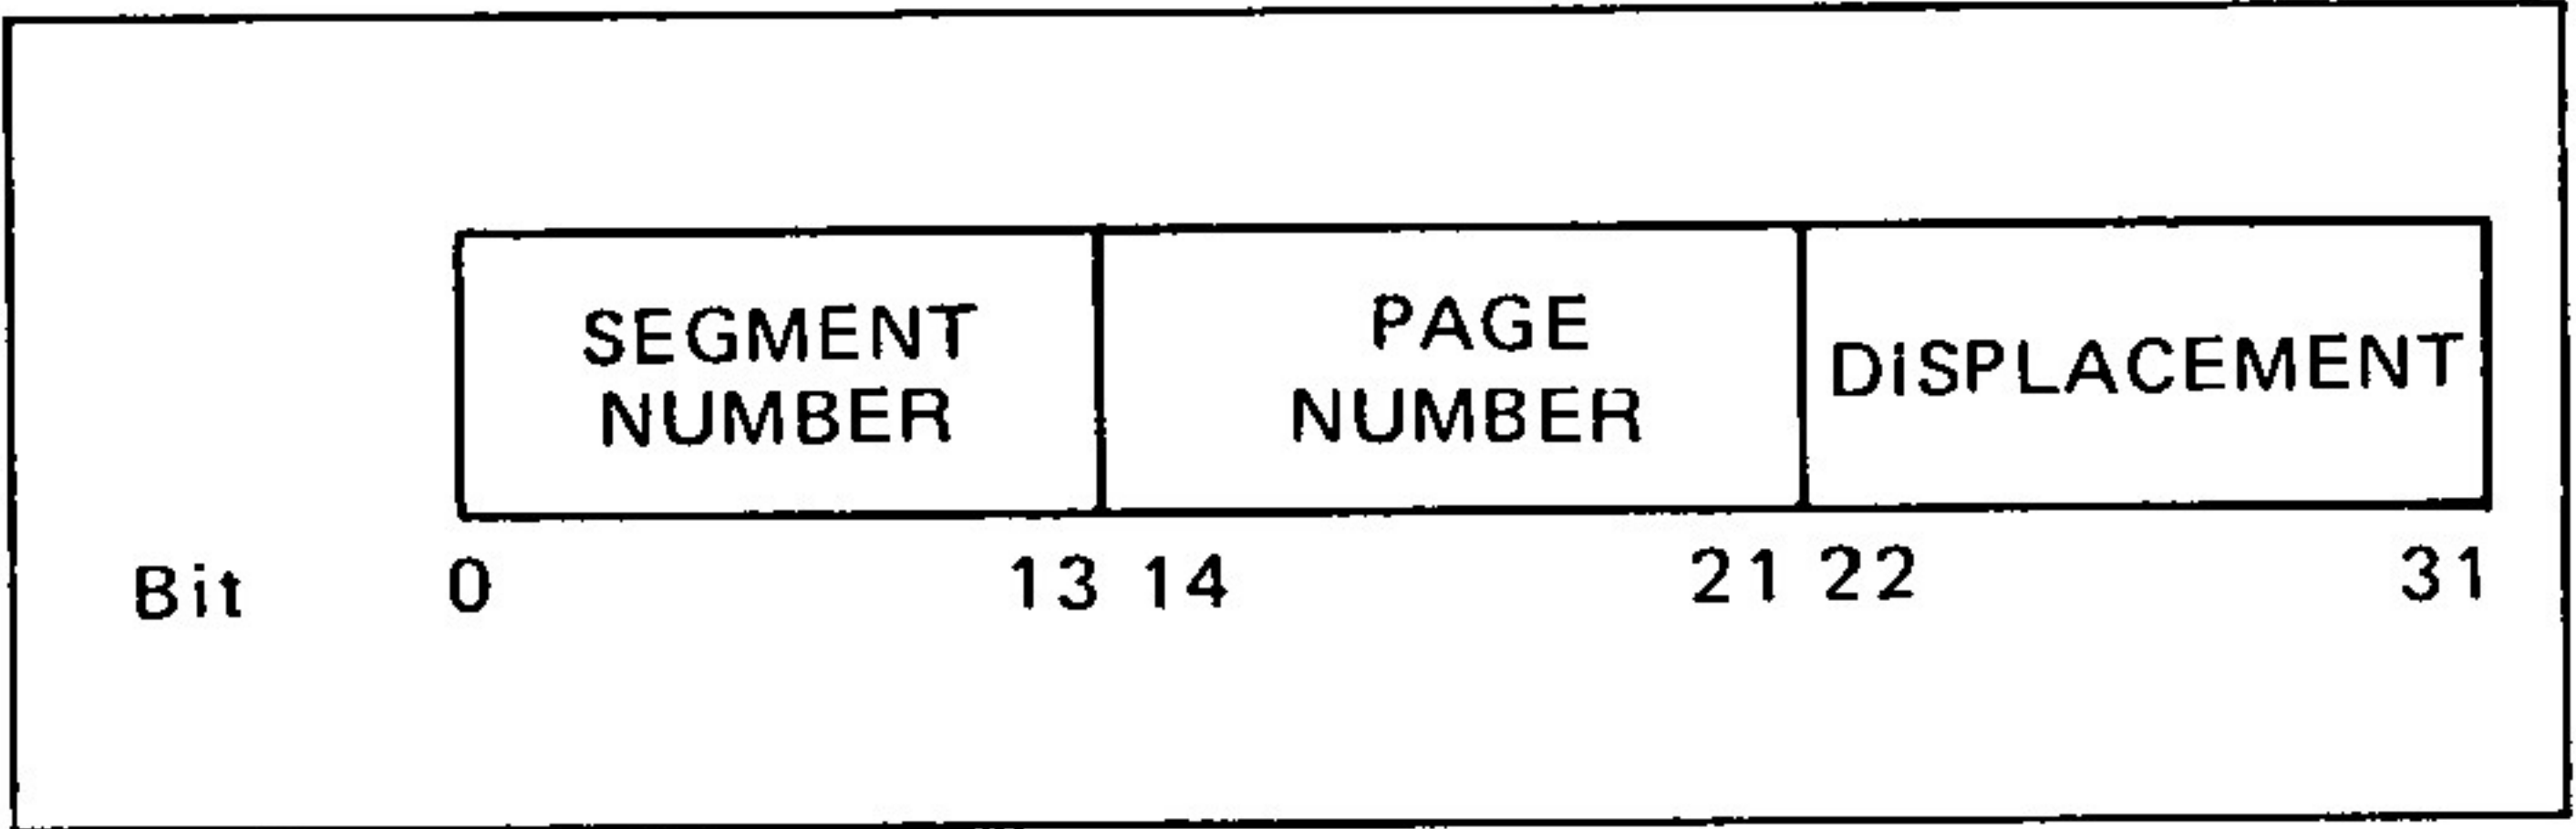 SEGMENT
NUMBER
PAGE
NUMBER
DiSPLACEMENT
Bit 0 13 14 21 22 31